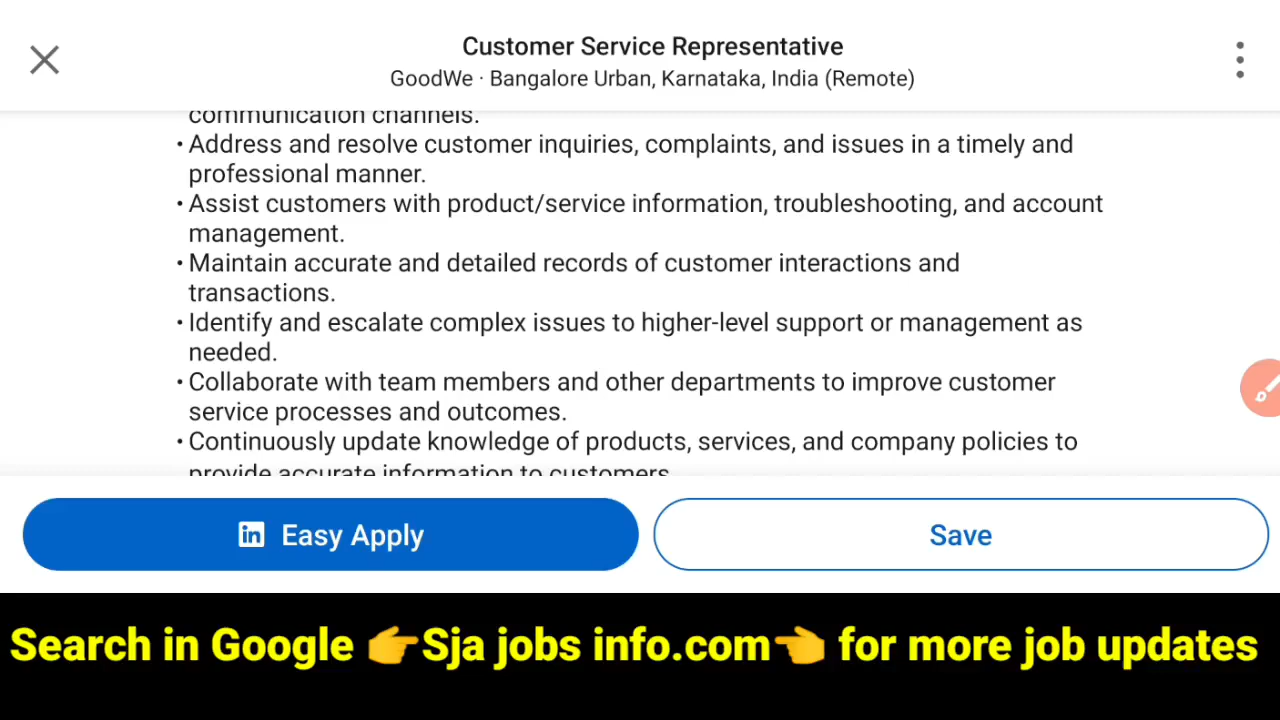 Customer Service Representative
GoodWe · Bangalore Urban, Karnataka, India (Remote)
communication channels.
• Address and resolve customer inquiries, complaints, and issues in a timely and
professional manner.
• Assist customers with product/service information, troubleshooting, and account
management.
• Maintain accurate and detailed records of customer interactions and
transactions.
• Identify and escalate complex issues to higher-level support or management as
needed.
• Collaborate with team members and other departments to improve customer
service processes and outcomes.
• Continuously update knowledge of products, services, and company policies to
provide accurate information to customers.
in Easy Apply
Save
Search in Google 👉Sja jobs info.com👈 for more job updates